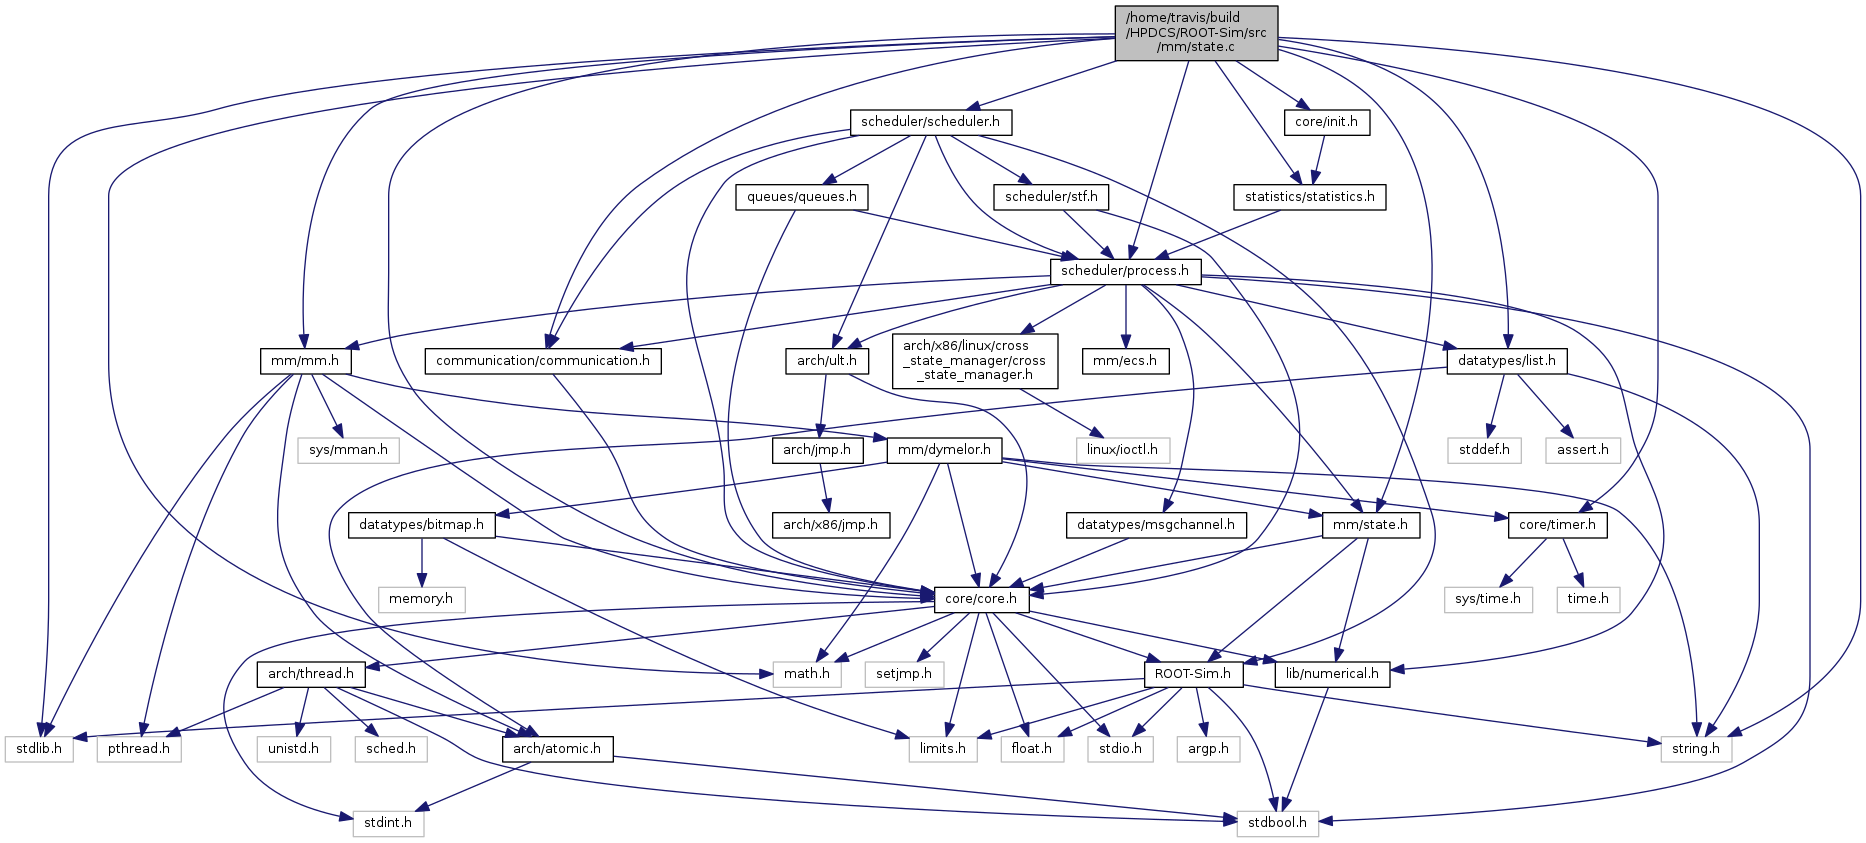 /home/travis/build
/HPDCS/ROOT-Sim/src
/mm/state.c
scheduler/scheduler.h
core/init.h
queues/queues.h
scheduler/stf.h
statistics/statistics.h
scheduler/process.h
mm/mm.h
communication/communication.h
arch/ult.h
arch/x86/linux/cross
_state_manager/cross
_state_manager.h
mm/ecs.h
datatypes/list.h
sys/mman.h
arch/jmp.h
mm/dymelor.h
linux/ioctl.h
stddef.h
assert.h
datatypes/bitmap.h
arch/x86/jmp.h
datatypes/msgchannel.h
mm/state.h
core/timer.h
memory.h
core/core.h
sys/time.h
time.h
arch/thread.h
math.h
setjmp.h
ROOT-Sim.h
lib/numerical.h
stdlib.h
pthread.h
unistd.h
sched.h
arch/atomic.h
limits.h
float.h
stdio.h
argp.h
string.h
stdint.h
stdbool.h